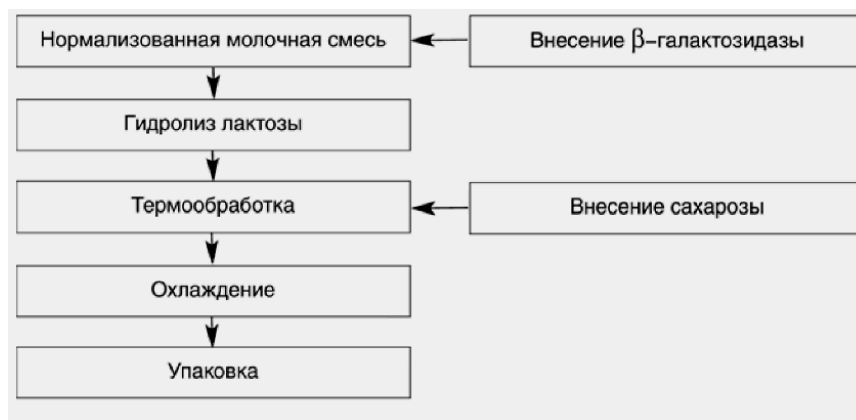 Нормализованная молочная смесь
Внесение β–галактозидазы
Гидролиз лактозы
Термообработка
Внесение сахарозы
Охлаждение
Упаковка